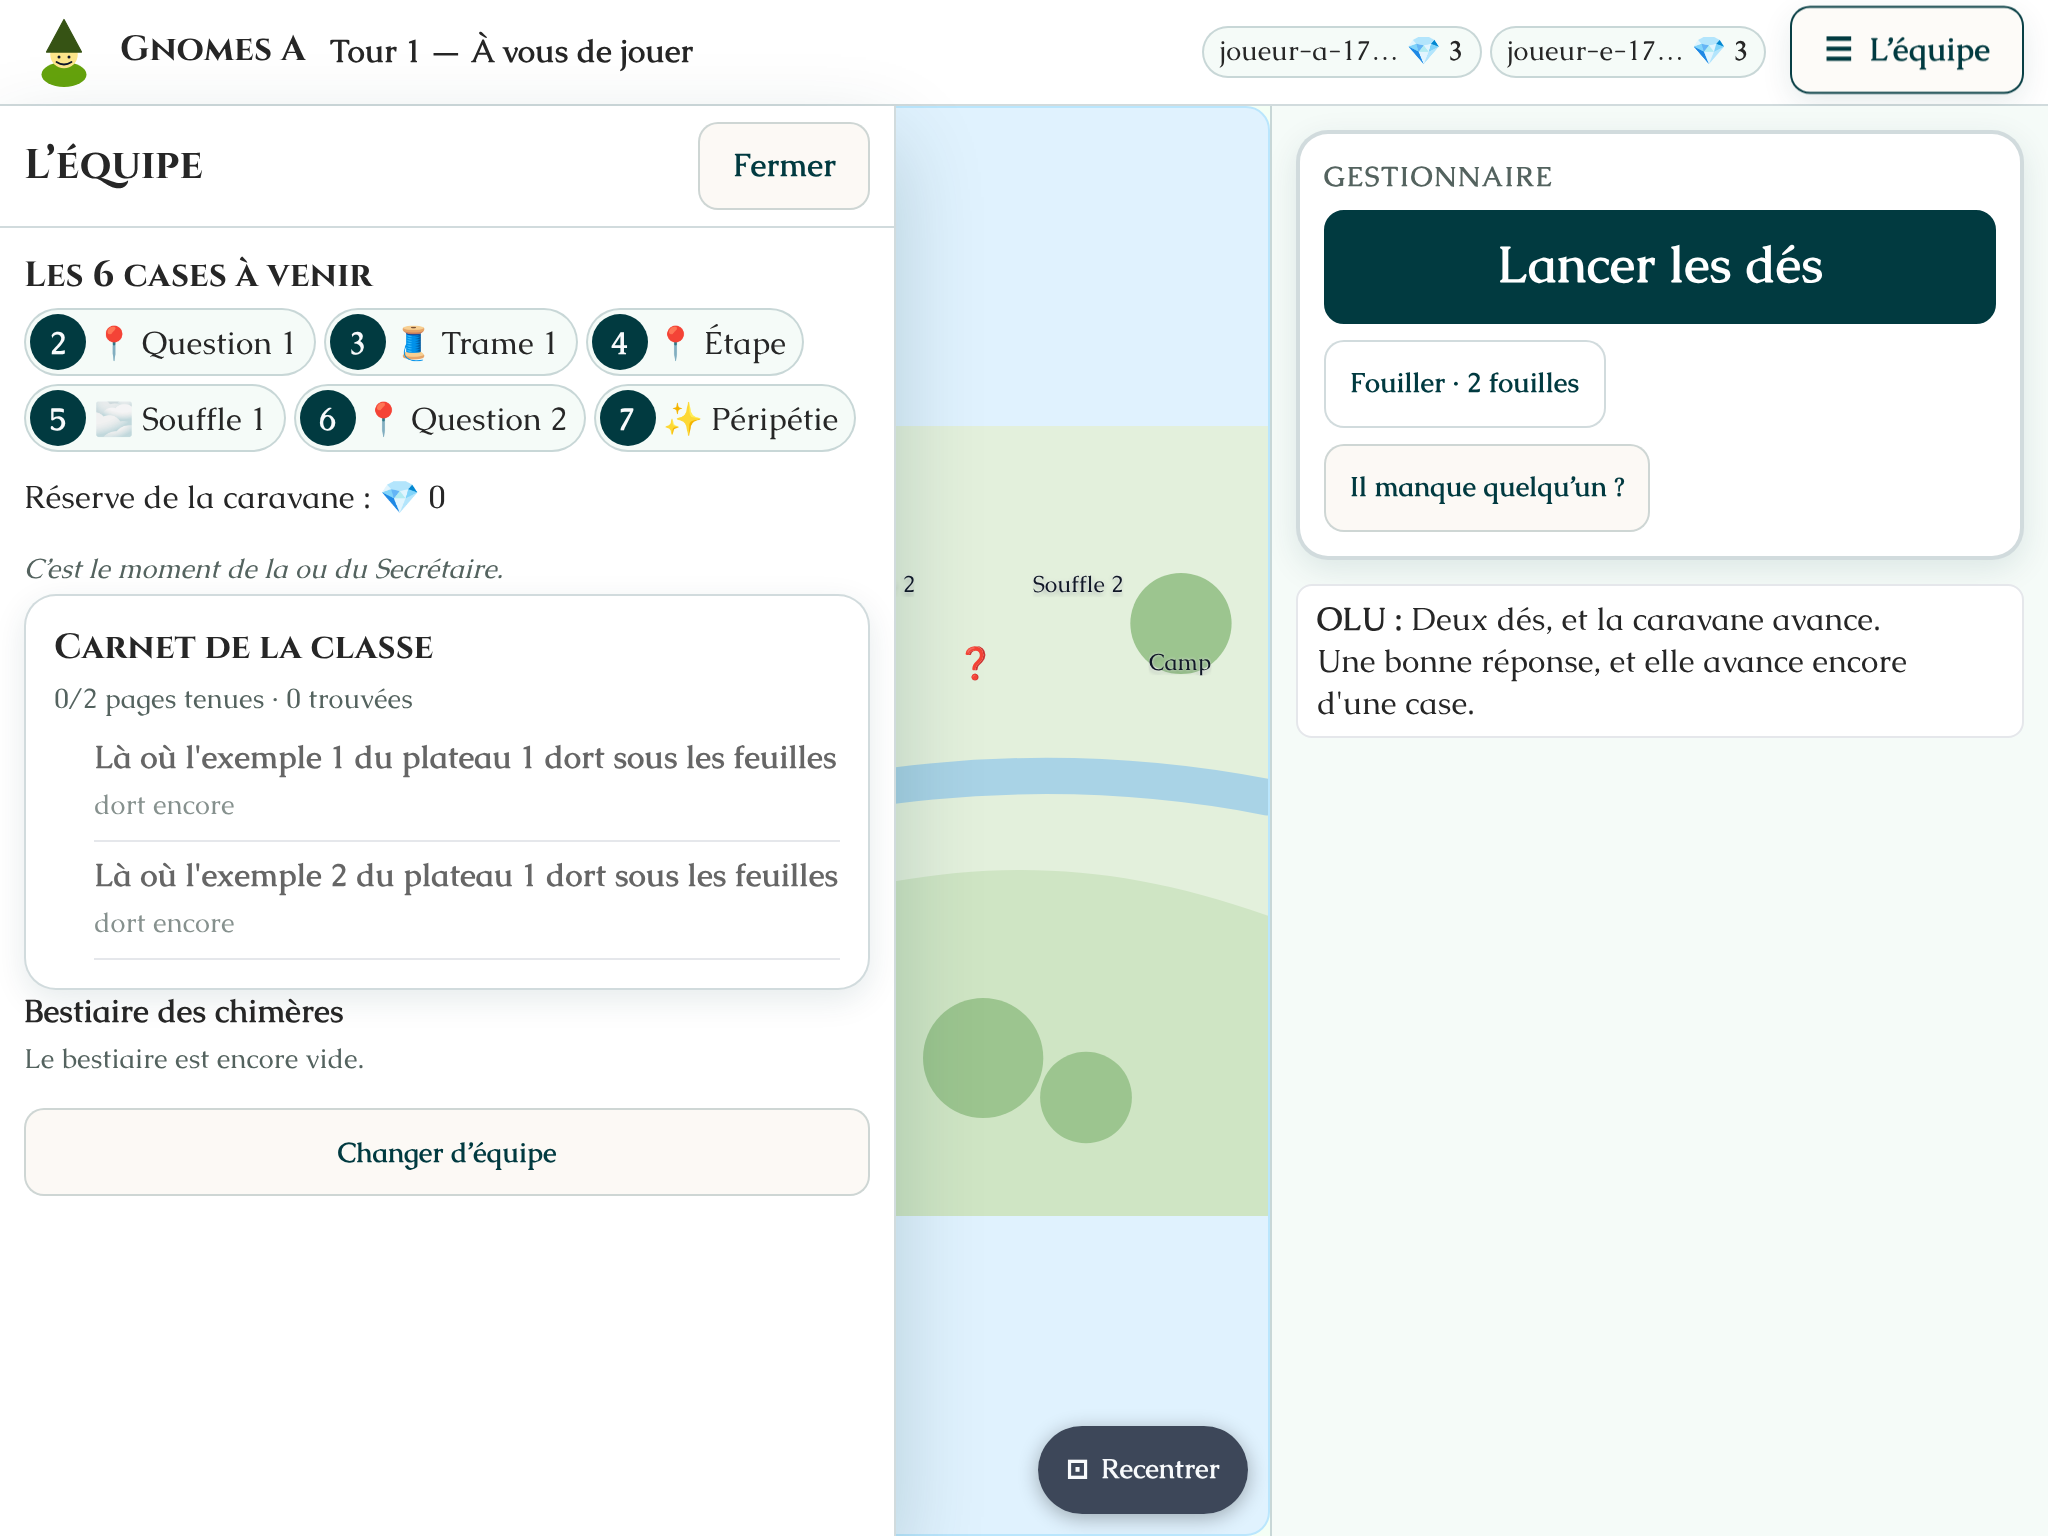 Gnomes A Tour 1 — À vous de jouer
joueur-a-17… 3
joueur-e-17… 3
☰ L’équipe
L’équipe
Fermer
Les 6 cases à venir
2 Question 1
3 Trame 1
4 Étape
5 Souffle 1
6 Question 2
7 Péripétie
Réserve de la caravane : 0
C’est le moment de la ou du Secrétaire.
Carnet de la classe
0/2 pages tenues · 0 trouvées
Là où l'exemple 1 du plateau 1 dort sous les feuilles
dort encore
Là où l'exemple 2 du plateau 1 dort sous les feuilles
dort encore
Bestiaire des chimères
Le bestiaire est encore vide.
Changer d’équipe
2
Souffle 2
Camp
Recentrer
GESTIONNAIRE
Lancer les dés
Fouiller · 2 fouilles
Il manque quelqu’un ?
OLU : Deux dés, et la caravane avance.
Une bonne réponse, et elle avance encore
d'une case.